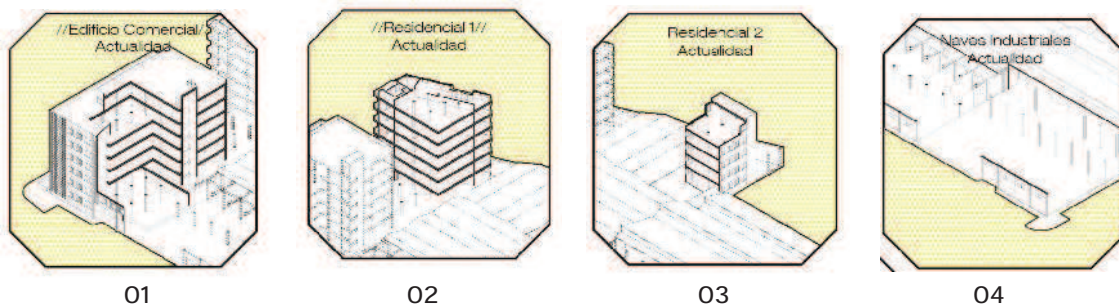 //Edificio Comercial/
Actualidad
//Residencial 1//
Actualidad
Residencial 2
Actualidad
Naves Industriales
Actualidad
01
02
03
04